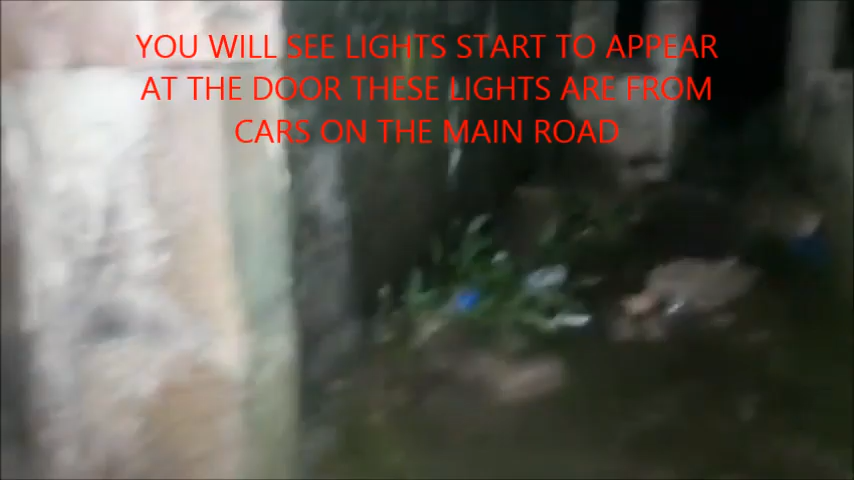 YOU WILL SEE LIGHTS START TO APPEAR
AT THE DOOR THESE LIGHTS ARE FROM
CARS ON THE MAIN ROAD